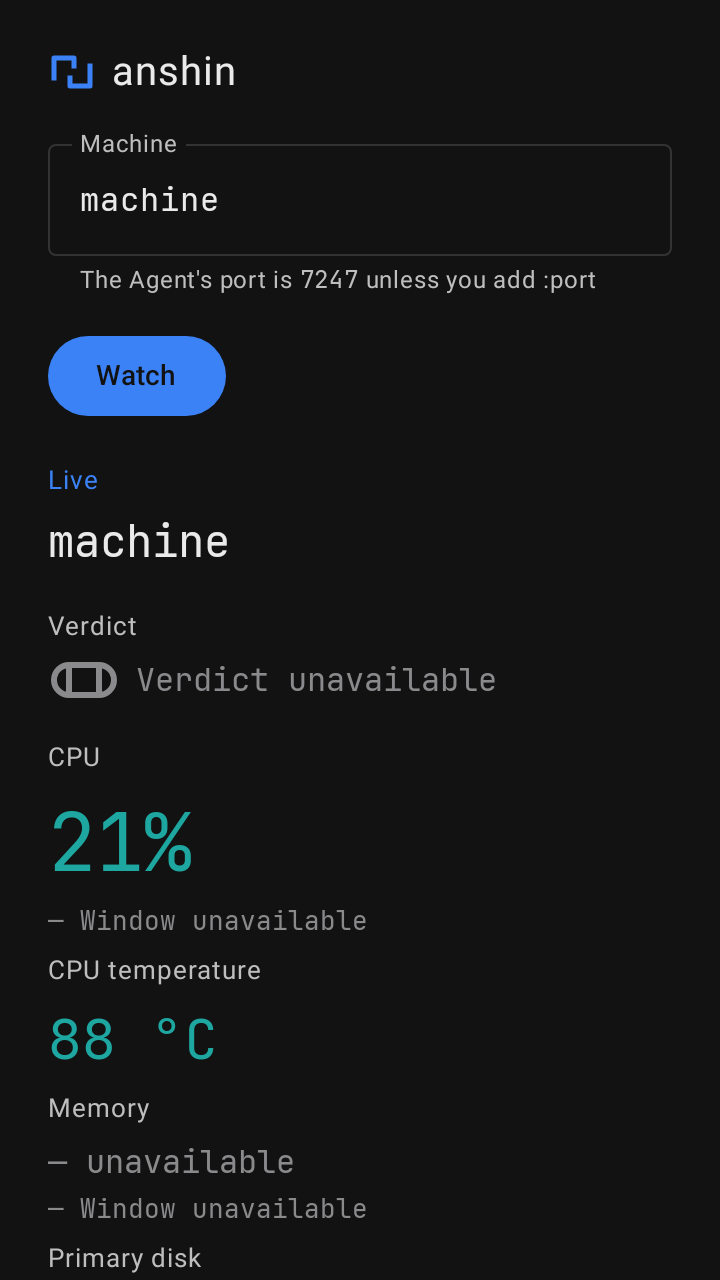 anshin
Machine
machine
The Agent's port is 7247 unless you add :port
Watch
Live
machine
Verdict
Verdict unavailable
CPU
21%
— Window unavailable
CPU temperature
88 °C
Memory
— unavailable
— Window unavailable
Primary disk